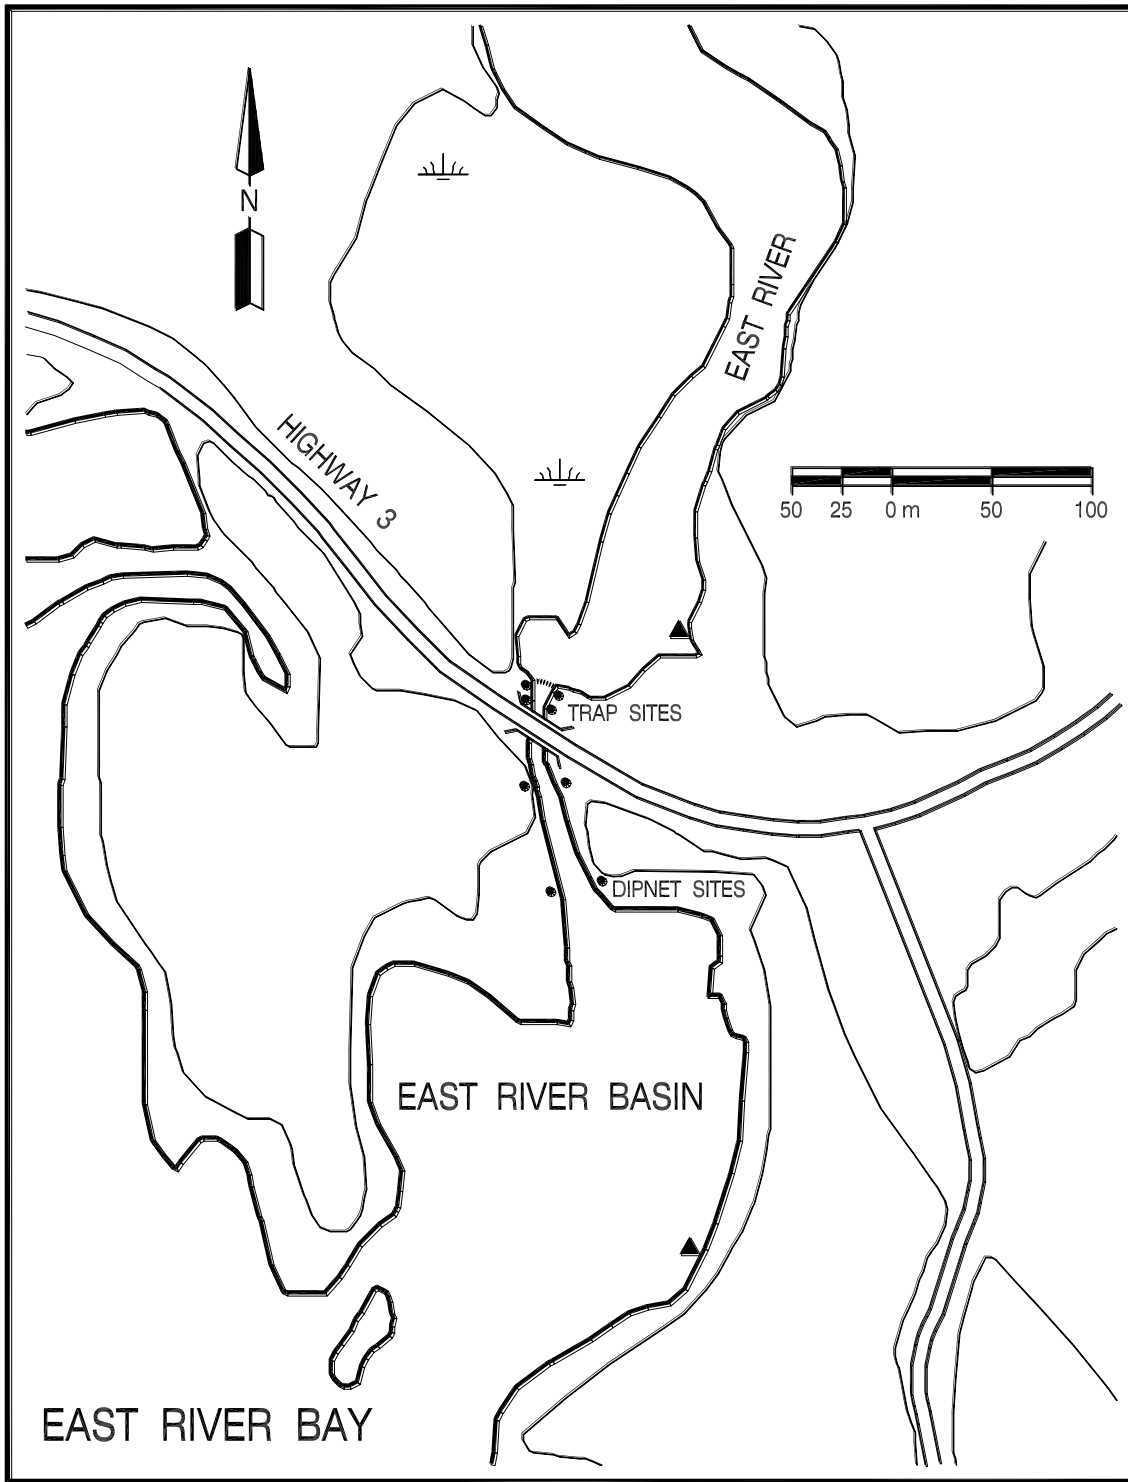 N
EAST RIVER
HIGHWAY 3
50 25 0 m 50 100
TRAP SITES
DIPNET SITES
EAST RIVER BASIN
EAST RIVER BAY